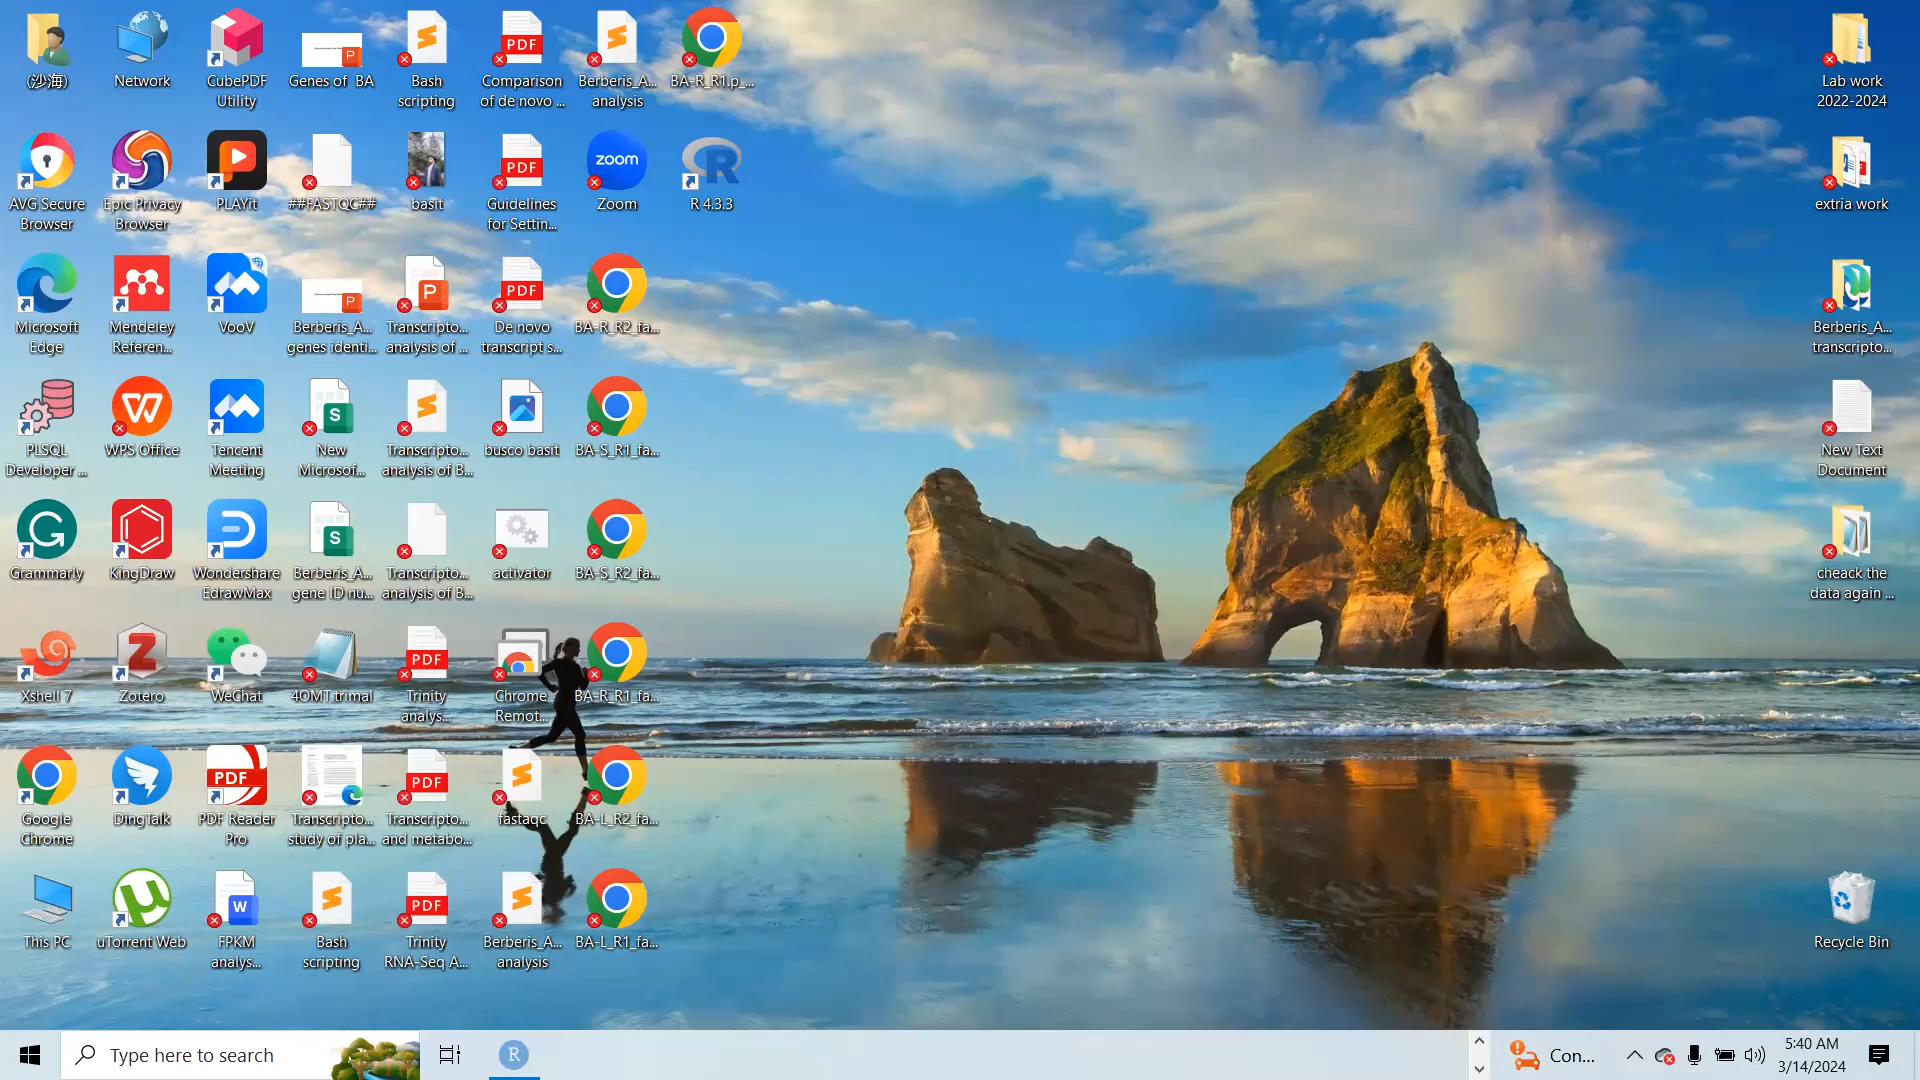 (沙海)
Network
CubePDF
Utility
Genes of BA
Bash
scripting
Comparison
of de novo ...
Berberis_A...
analysis
BA-R_R1.p_...
AVG Secure
Browser
Epic Privacy
Browser
PLAYit
##FASTQC##
basit
Guidelines
for Settin...
zoom
Zoom
R 4.3.3
Microsoft
Edge
Mendeley
Referen...
VooV
Berberis_A...
genes identi...
Transcripto...
analysis of ...
De novo
transcript s...
BA-R_R2_fa...
PLSQL
Developer ...
WPS Office
Tencent
Meeting
New
Microsof...
Transcripto...
analysis of B...
busco basit
BA-S_R1_fa...
Grammarly
KingDraw
Wondershare
EdrawMax
Berberis_A...
gene ID nu...
Transcripto...
analysis of B...
activator
BA-S_R2_fa...
Xshell 7
Zotero
WeChat
4OMT.trimal
Trinity
analys...
Chrome
Remot...
BA-R_R1_fa...
Google
Chrome
DingTalk
PDF Reader
Pro
Transcripto...
study of pla...
Transcripto...
and metabo...
fastaqc
BA-L_R2_fa...
This PC
uTorrent Web
FPKM
analys...
Bash
scripting
Trinity
RNA-Seq A...
Berberis_A...
analysis
BA-L_R1_fa...
Lab work
2022-2024
extria work
Berberis_A...
transcripto...
New Text
Document
cheack the
data again ...
Recycle Bin
Type here to search
R
Con...
5:40 AM
3/14/2024